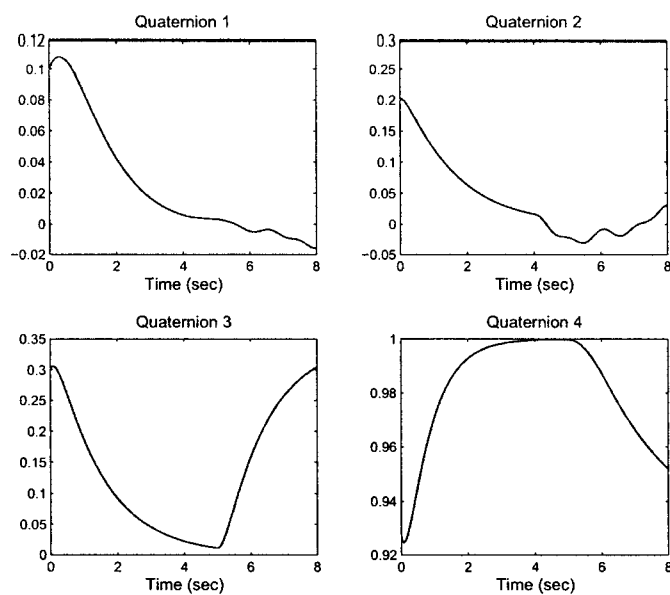 Quaternion 1
0.12
0.1
0.08
0.06
0.04
0.02
0
−0.02
0 2 4 6 8
Time (sec)
Quaternion 2
0.3
0.25
0.2
0.15
0.1
0.05
0
−0.05
0 2 4 6 8
Time (sec)
Quaternion 3
0.35
0.3
0.25
0.2
0.15
0.1
0.05
0
0 2 4 6 8
Time (sec)
Quaternion 4
1
0.98
0.96
0.94
0.92
0 2 4 6 8
Time (sec)